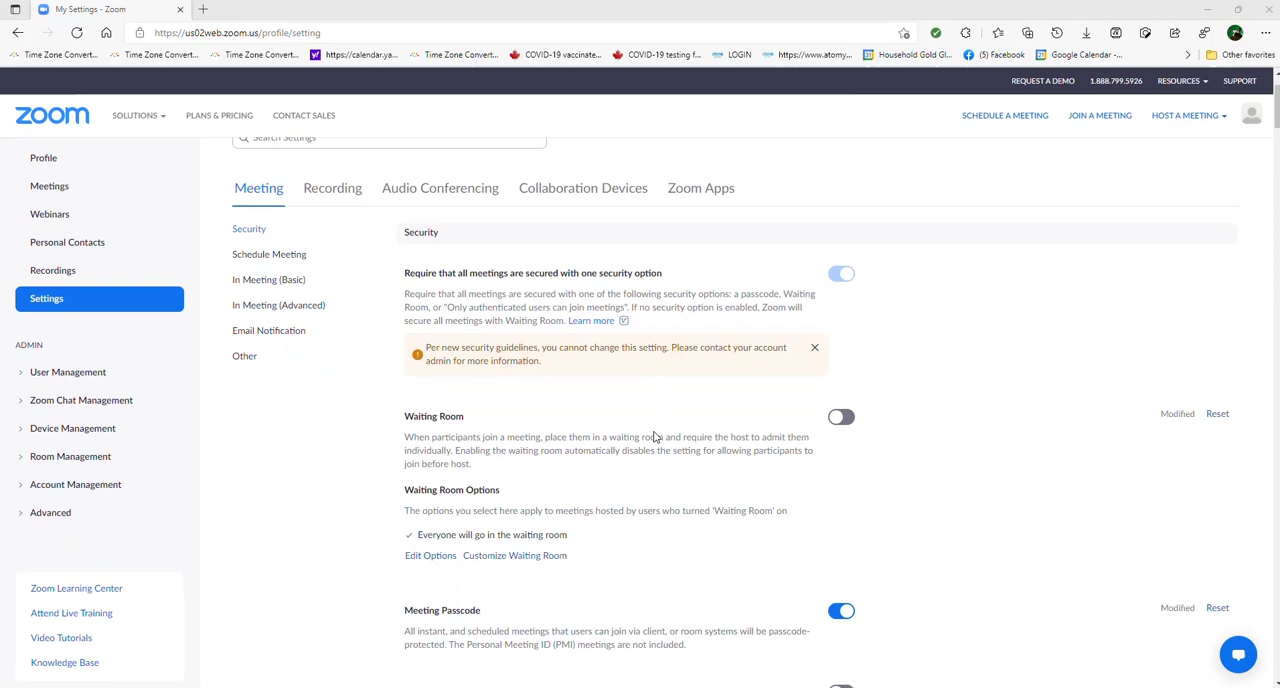 My Settings - Zoom
https://us02web.zoom.us/profile/setting
Time Zone Convert... Time Zone Convert... Time Zone Convert... https://calendar.ya... Time Zone Convert... COVID-19 vaccinate... COVID-19 testing f... LOGIN https://www.atomy... Household Gold Gl... (5) Facebook Google Calendar -... Other favorites
REQUEST A DEMO 1.888.799.5926 RESOURCES SUPPORT
zoom SOLUTIONS PLANS & PRICING CONTACT SALES SCHEDULE A MEETING JOIN A MEETING HOST A MEETING
Search Settings
Profile
Meetings
Webinars
Personal Contacts
Recordings
Settings
ADMIN
User Management
Zoom Chat Management
Device Management
Room Management
Account Management
Advanced
Zoom Learning Center
Attend Live Training
Video Tutorials
Knowledge Base
Meeting Recording Audio Conferencing Collaboration Devices Zoom Apps
Security
Schedule Meeting
In Meeting (Basic)
In Meeting (Advanced)
Email Notification
Other
Security
Require that all meetings are secured with one security option
Require that all meetings are secured with one of the following security options: a passcode, Waiting
Room, or "Only authenticated users can join meetings". If no security option is enabled, Zoom will
secure all meetings with Waiting Room. Learn more
Per new security guidelines, you cannot change this setting. Please contact your account
admin for more information.
Waiting Room Modified Reset
When participants join a meeting, place them in a waiting room and require the host to admit them
individually. Enabling the waiting room automatically disables the setting for allowing participants to
join before host.
Waiting Room Options
The options you select here apply to meetings hosted by users who turned 'Waiting Room' on
Everyone will go in the waiting room
Edit Options Customize Waiting Room
Meeting Passcode Modified Reset
All instant, and scheduled meetings that users can join via client, or room systems will be passcode-
protected. The Personal Meeting ID (PMI) meetings are not included.